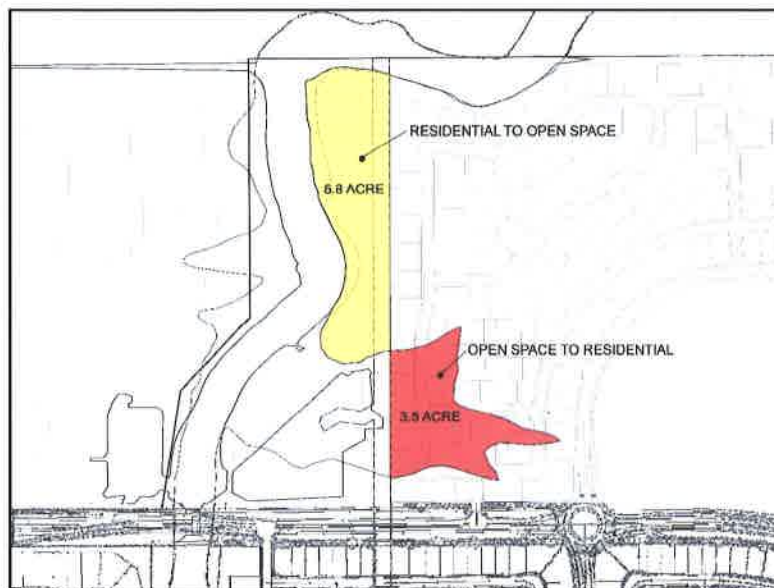 RESIDENTIAL TO OPEN SPACE
6.8 ACRE
OPEN SPACE TO RESIDENTIAL
3.5 ACRE